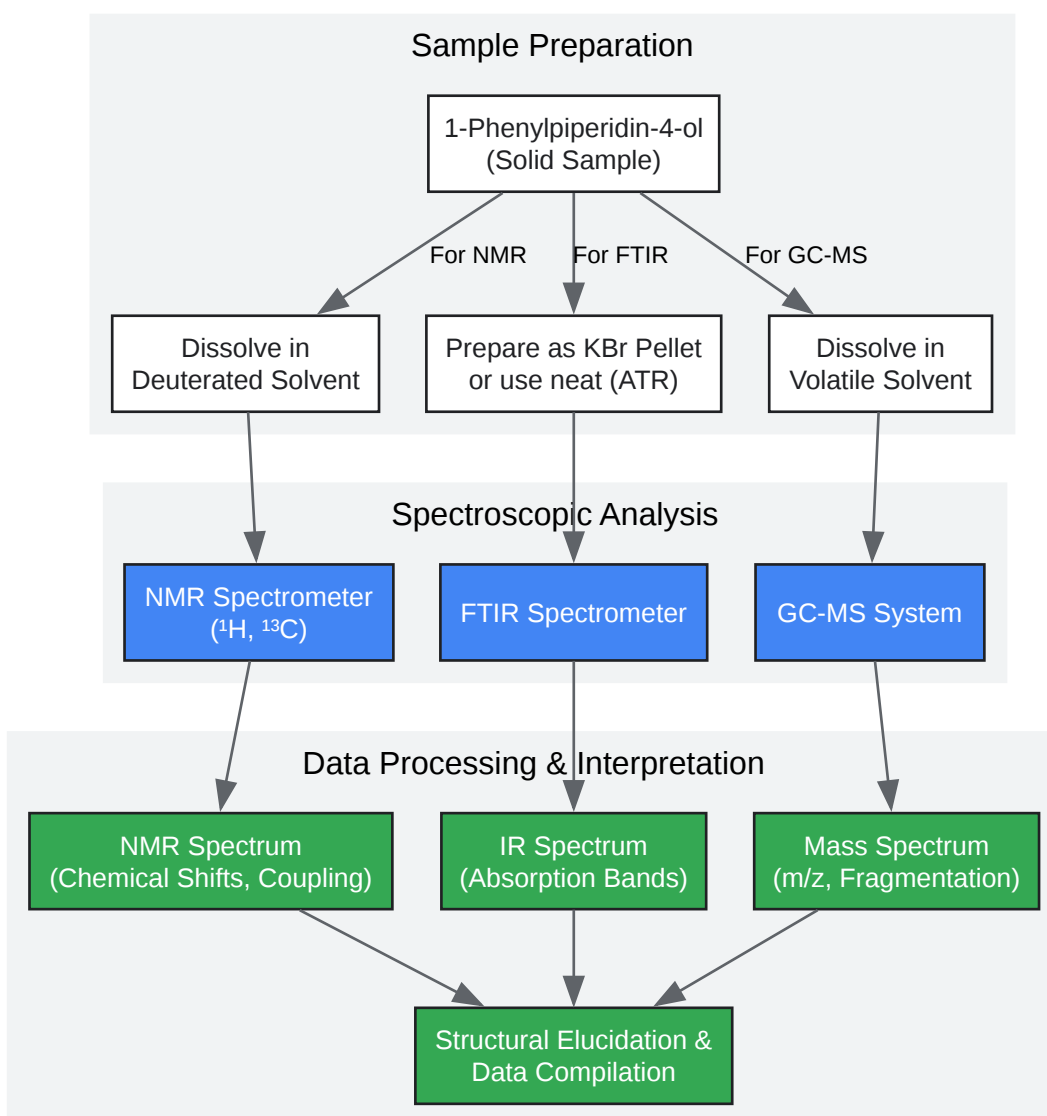 Sample Preparation
1-Phenylpiperidin-4-ol
(Solid Sample)
For NMR
For FTIR
For GC-MS
Dissolve in
Deuterated Solvent
Prepare as KBr Pellet
or use neat (ATR)
Dissolve in
Volatile Solvent
Spectroscopic Analysis
NMR Spectrometer
(¹H, ¹³C)
FTIR Spectrometer
GC-MS System
Data Processing & Interpretation
NMR Spectrum
(Chemical Shifts, Coupling)
IR Spectrum
(Absorption Bands)
Mass Spectrum
(m/z, Fragmentation)
Structural Elucidation &
Data Compilation